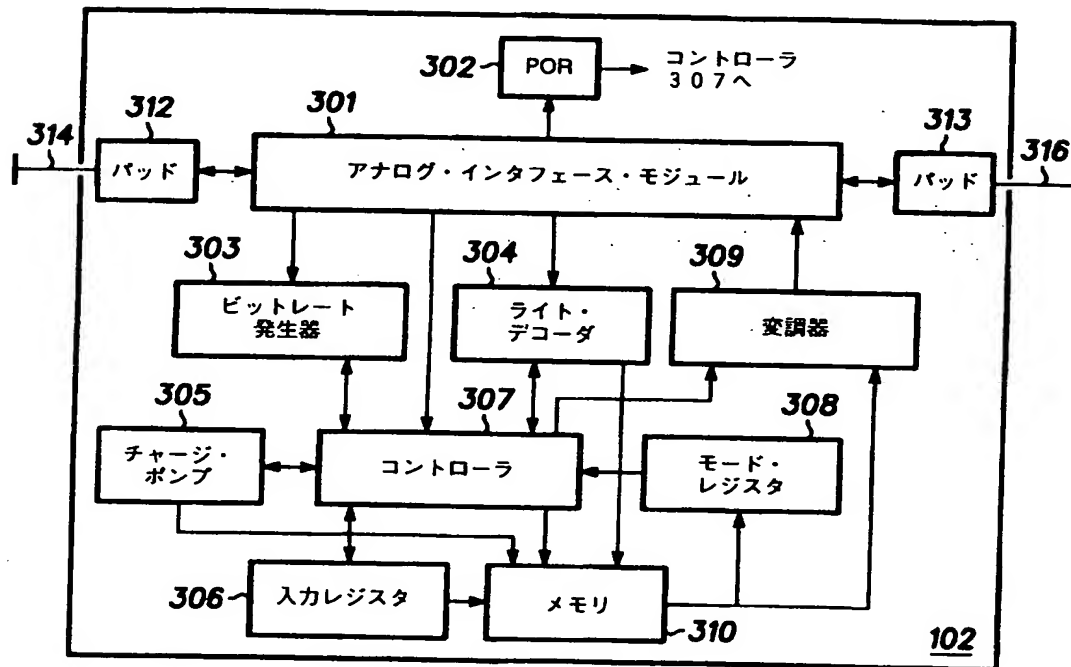 302
POR
コントローラ
307へ
301
312
314
パッド
アナログ・インタフェース・モジュール
313
パッド
316
303
ビットレート
発生器
304
ライト・
デコーダ
309
変調器
305
チャージ・
ポンプ
307
コントローラ
308
モード・
レジスタ
306
入力レジスタ
メモリ
310
102